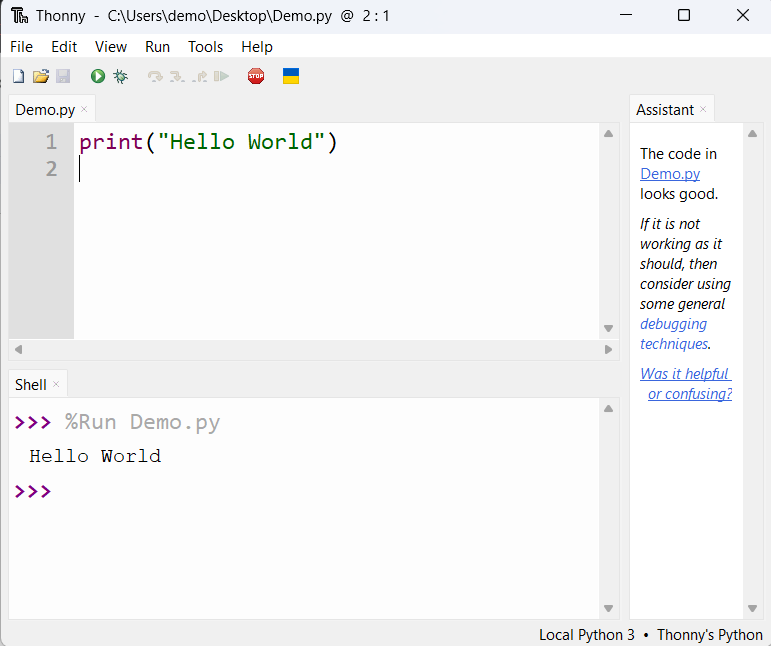 Thonny - C:\Users\demo\Desktop\Demo.py @ 2 : 1
File Edit View Run Tools Help
STOP
Demo.py
1 print("Hello World")
2
Shell
>>> %Run Demo.py
Hello World
>>>
Assistant
The code in
Demo.py
looks good.
If it is not
working as it
should, then
consider using
some general
debugging
techniques.
Was it helpful
or confusing?
Local Python 3 • Thonny's Python